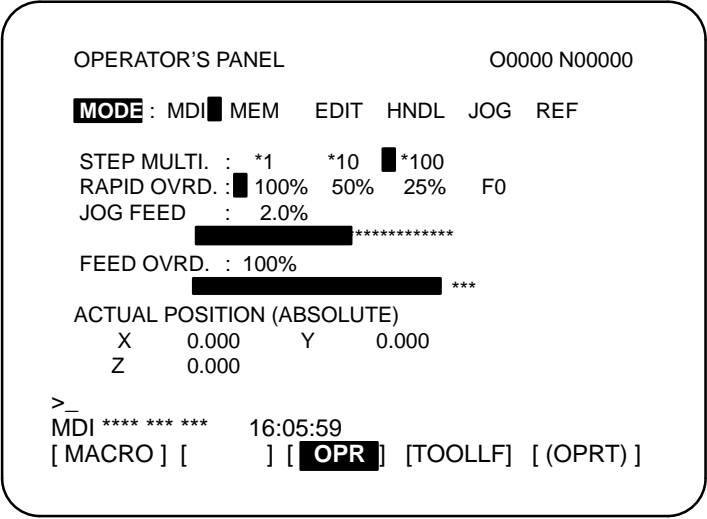 OPERATOR'S PANEL O0000 N00000
MODE : MDI MEM EDIT HNDL JOG REF
STEP MULTI. : *1 *10 *100
RAPID OVRD. : 100% 50% 25% F0
JOG FEED : 2.0%
************
FEED OVRD. : 100%
***
ACTUAL POSITION (ABSOLUTE)
X 0.000 Y 0.000
Z 0.000
>_
MDI **** *** *** 16:05:59
[ MACRO ] [ ] [ OPR ] [TOOLLF] [ (OPRT) ]